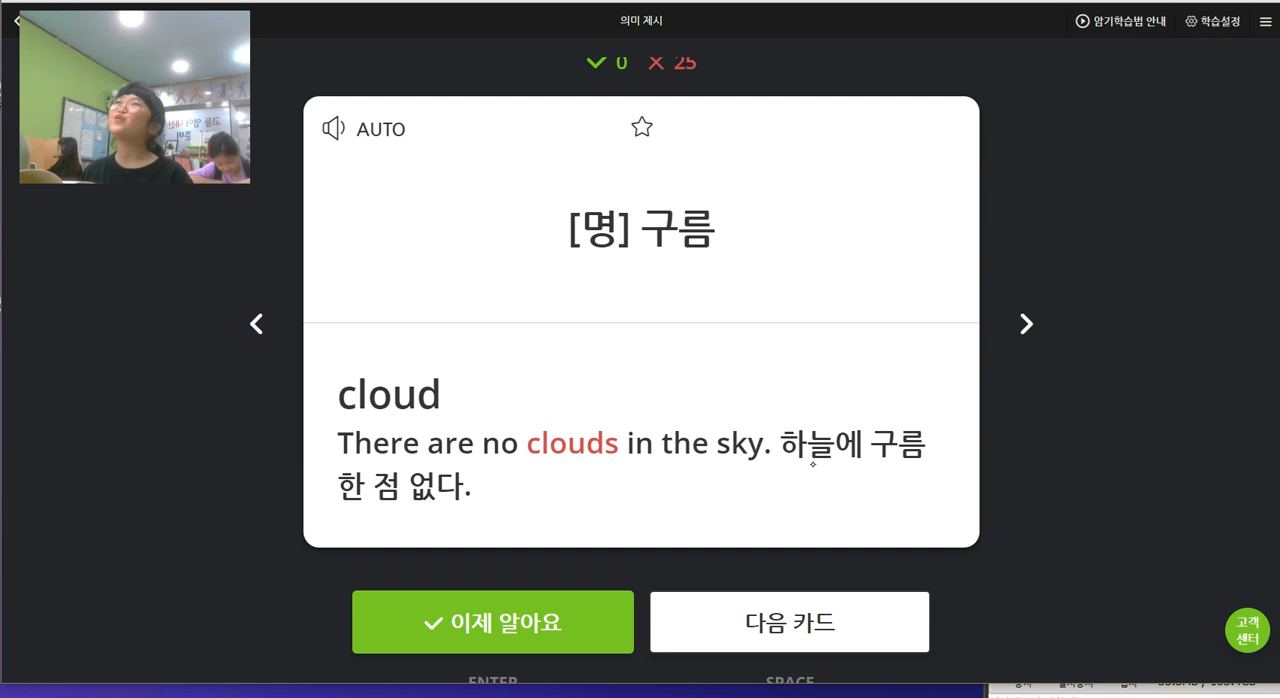 의미 제시
암기학습법 안내
학습설정
0
25
AUTO
[명] 구름
cloud
There are no clouds in the sky. 하늘에 구름
한 점 없다.
이제 알아요
다음 카드
ENTER
SPACE
고객
센터